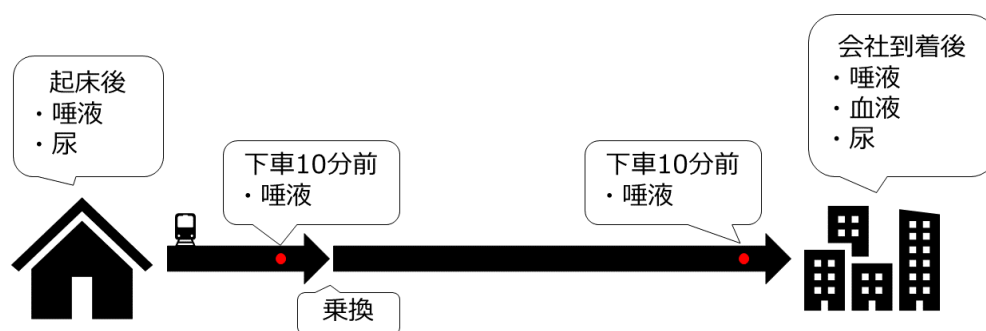 起床後
・唾液
・尿
下車10分前
・唾液
乗換
下車10分前
・唾液
会社到着後
・唾液
・血液
・尿